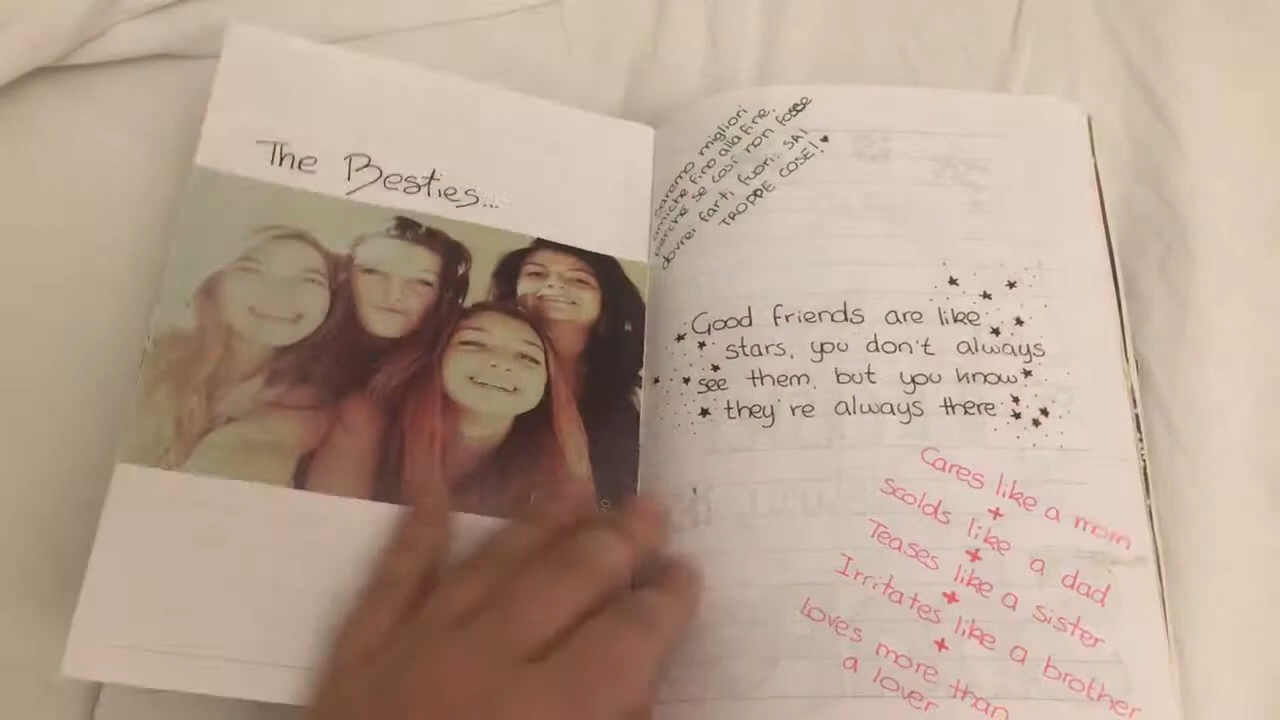 The Besties...
saremo migliori
amiche fino alla fine,
perché se così non fosse
dovrei farti fuori: SAI
TROPPE COSE!
Good friends are like
stars, you don't always
see them, but you know
they're always there
Cares like a mom
+
scolds like a dad
+
Teases like a sister
+
Irritates like a brother
+
Loves more than
a lover